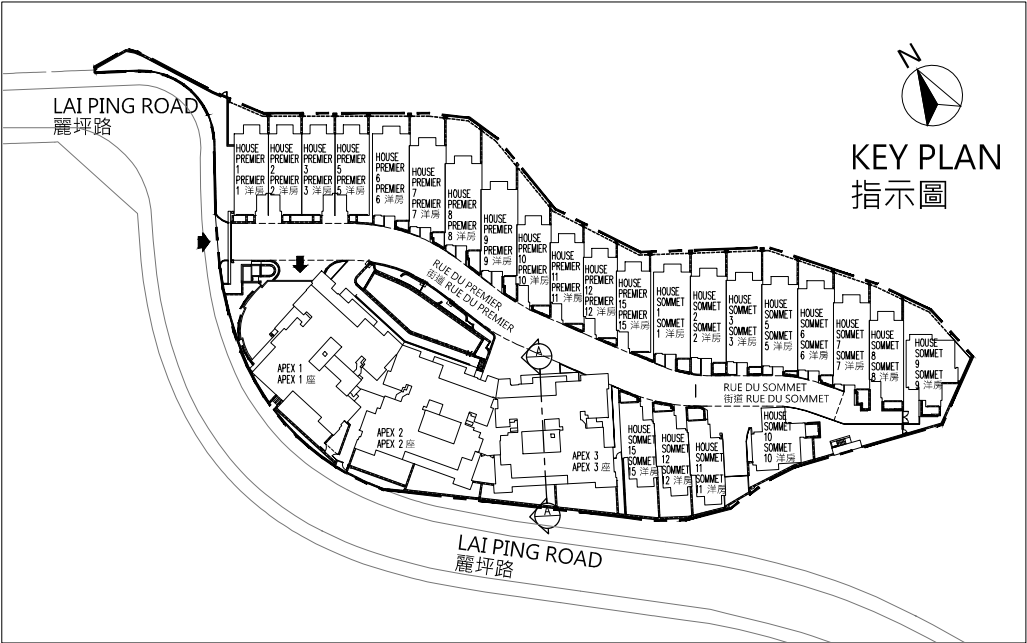 LAI PING ROAD
麗坪路
N
KEY PLAN
指示圖
HOUSE
PREMIER
1
PREMIER
1 洋房
HOUSE
PREMIER
2
PREMIER
2 洋房
HOUSE
PREMIER
3
PREMIER
3 洋房
HOUSE
PREMIER
5
PREMIER
5 洋房
HOUSE
PREMIER
6
PREMIER
6 洋房
HOUSE
PREMIER
7
PREMIER
7 洋房
HOUSE
PREMIER
8
PREMIER
8 洋房
HOUSE
PREMIER
9
PREMIER
9 洋房
HOUSE
PREMIER
10
PREMIER
10 洋房
HOUSE
PREMIER
11
PREMIER
11 洋房
HOUSE
PREMIER
12
PREMIER
12 洋房
HOUSE
PREMIER
15
PREMIER
15 洋房
HOUSE
SOMMET
1
SOMMET
1 洋房
HOUSE
SOMMET
2
SOMMET
2 洋房
HOUSE
SOMMET
3
SOMMET
3 洋房
HOUSE
SOMMET
5
SOMMET
5 洋房
HOUSE
SOMMET
6
SOMMET
6 洋房
HOUSE
SOMMET
7
SOMMET
7 洋房
HOUSE
SOMMET
8
SOMMET
8 洋房
HOUSE
SOMMET
9
SOMMET
9 洋房
RUE DU PREMIER
街道 RUE DU PREMIER
RUE DU SOMMET
街道 RUE DU SOMMET
A
APEX 1
APEX 1 座
APEX 2
APEX 2 座
APEX 3
APEX 3 座
HOUSE
SOMMET
15
SOMMET
15 洋房
HOUSE
SOMMET
12
SOMMET
12 洋房
HOUSE
SOMMET
11
SOMMET
11 洋房
HOUSE
SOMMET
10
SOMMET
10 洋房
A
LAI PING ROAD
麗坪路